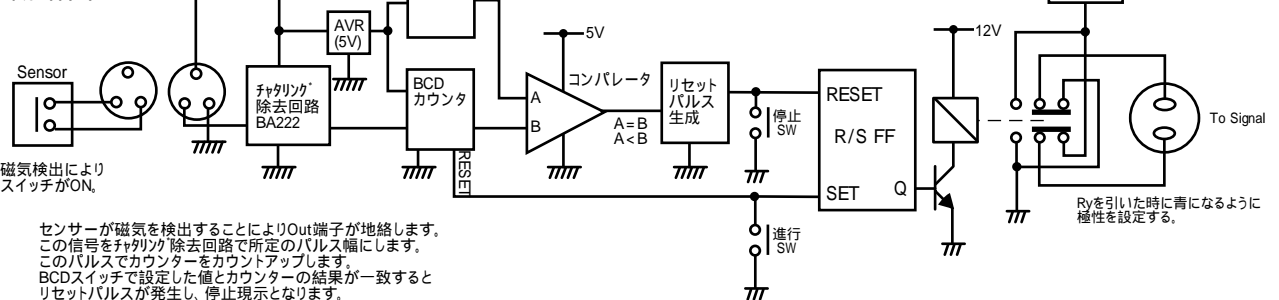 AVR
(5V)
5V
12V
Sensor
ﾁｬﾀﾘﾝｸﾞ
除去回路
BA222
BCD
カウンタ
RESET
コンパレータ
A
B
A=B
A<B
リセット
パルス
生成
停止
SW
RESET
R/S FF
SET
Q
進行
SW
To Signal
Ryを引いた時に青になるように
極性を設定する。
磁気検出により
スイッチがON。
センサーが磁気を検出することによりOut端子が地絡します。
この信号をﾁｬﾀﾘﾝｸﾞ除去回路で所定のパルス幅にします。
このパルスでカウンターをカウントアップします。
BCDスイッチで設定した値とカウンターの結果が一致すると
リセットパルスが発生し、停止現示となります。